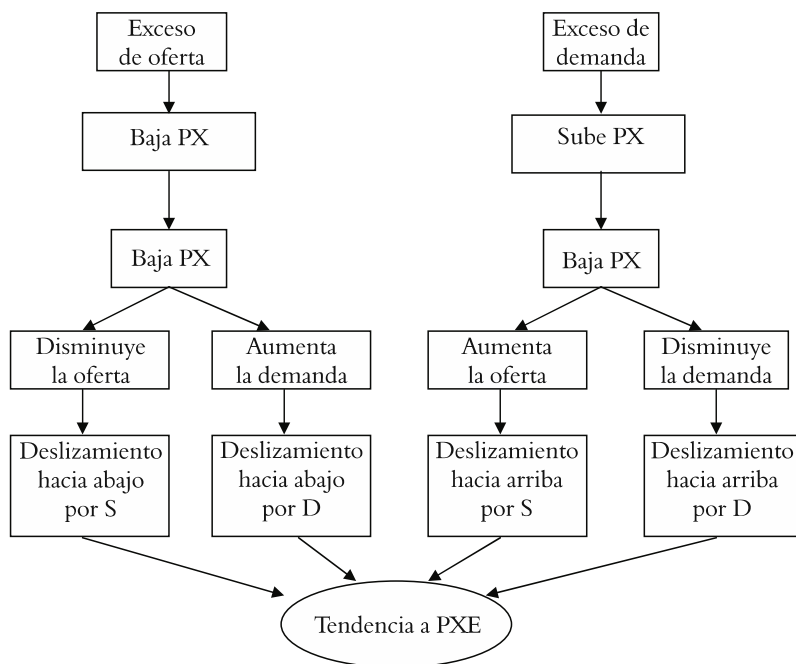 Exceso
de oferta
Exceso de
demanda
Baja PX
Sube PX
Baja PX
Baja PX
Disminuye
la oferta
Aumenta
la demanda
Aumenta
la oferta
Disminuye
la demanda
Deslizamiento
hacia abajo
por S
Deslizamiento
hacia abajo
por D
Deslizamiento
hacia arriba
por S
Deslizamiento
hacia arriba
por D
Tendencia a PXE